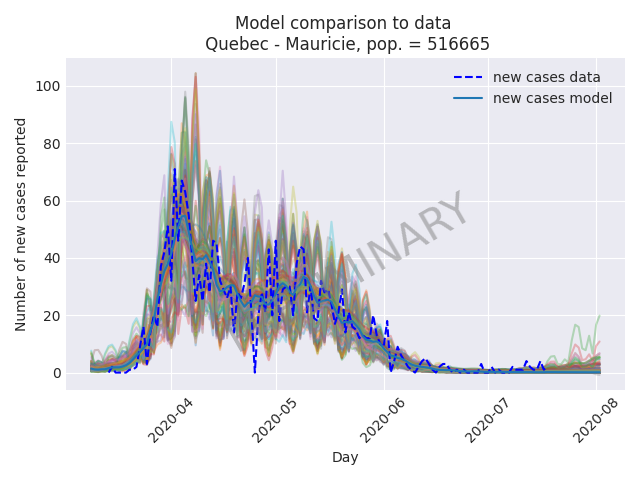 Model comparison to data
Quebec - Mauricie, pop. = 516665
new cases data
new cases model
Number of new cases reported
100
80
60
40
20
0
2020-04
2020-05
2020-06
2020-07
2020-08
Day